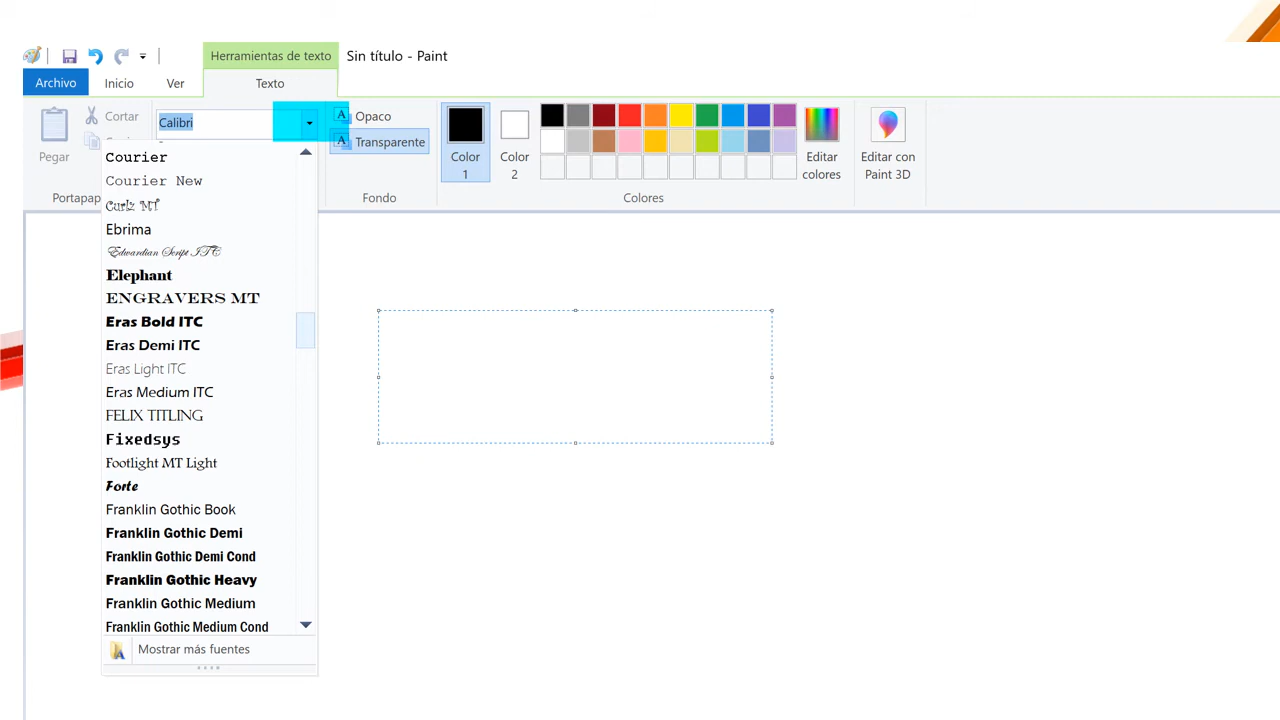 Herramientas de texto
Sin título - Paint
Archivo
Inicio
Ver
Texto
Pegar
Cortar
Calibri
Opaco
Transparente
Fondo
Color
1
Color
2
Editar
colores
Editar con
Paint 3D
Colores
Courier
Courier New
Curlz MT
Ebrima
Edwardian Script ITC
Elephant
ENGRAVERS MT
Eras Bold ITC
Eras Demi ITC
Eras Light ITC
Eras Medium ITC
FELIX TITLING
Fixedsys
Footlight MT Light
Forte
Franklin Gothic Book
Franklin Gothic Demi
Franklin Gothic Demi Cond
Franklin Gothic Heavy
Franklin Gothic Medium
Franklin Gothic Medium Cond
Mostrar más fuentes